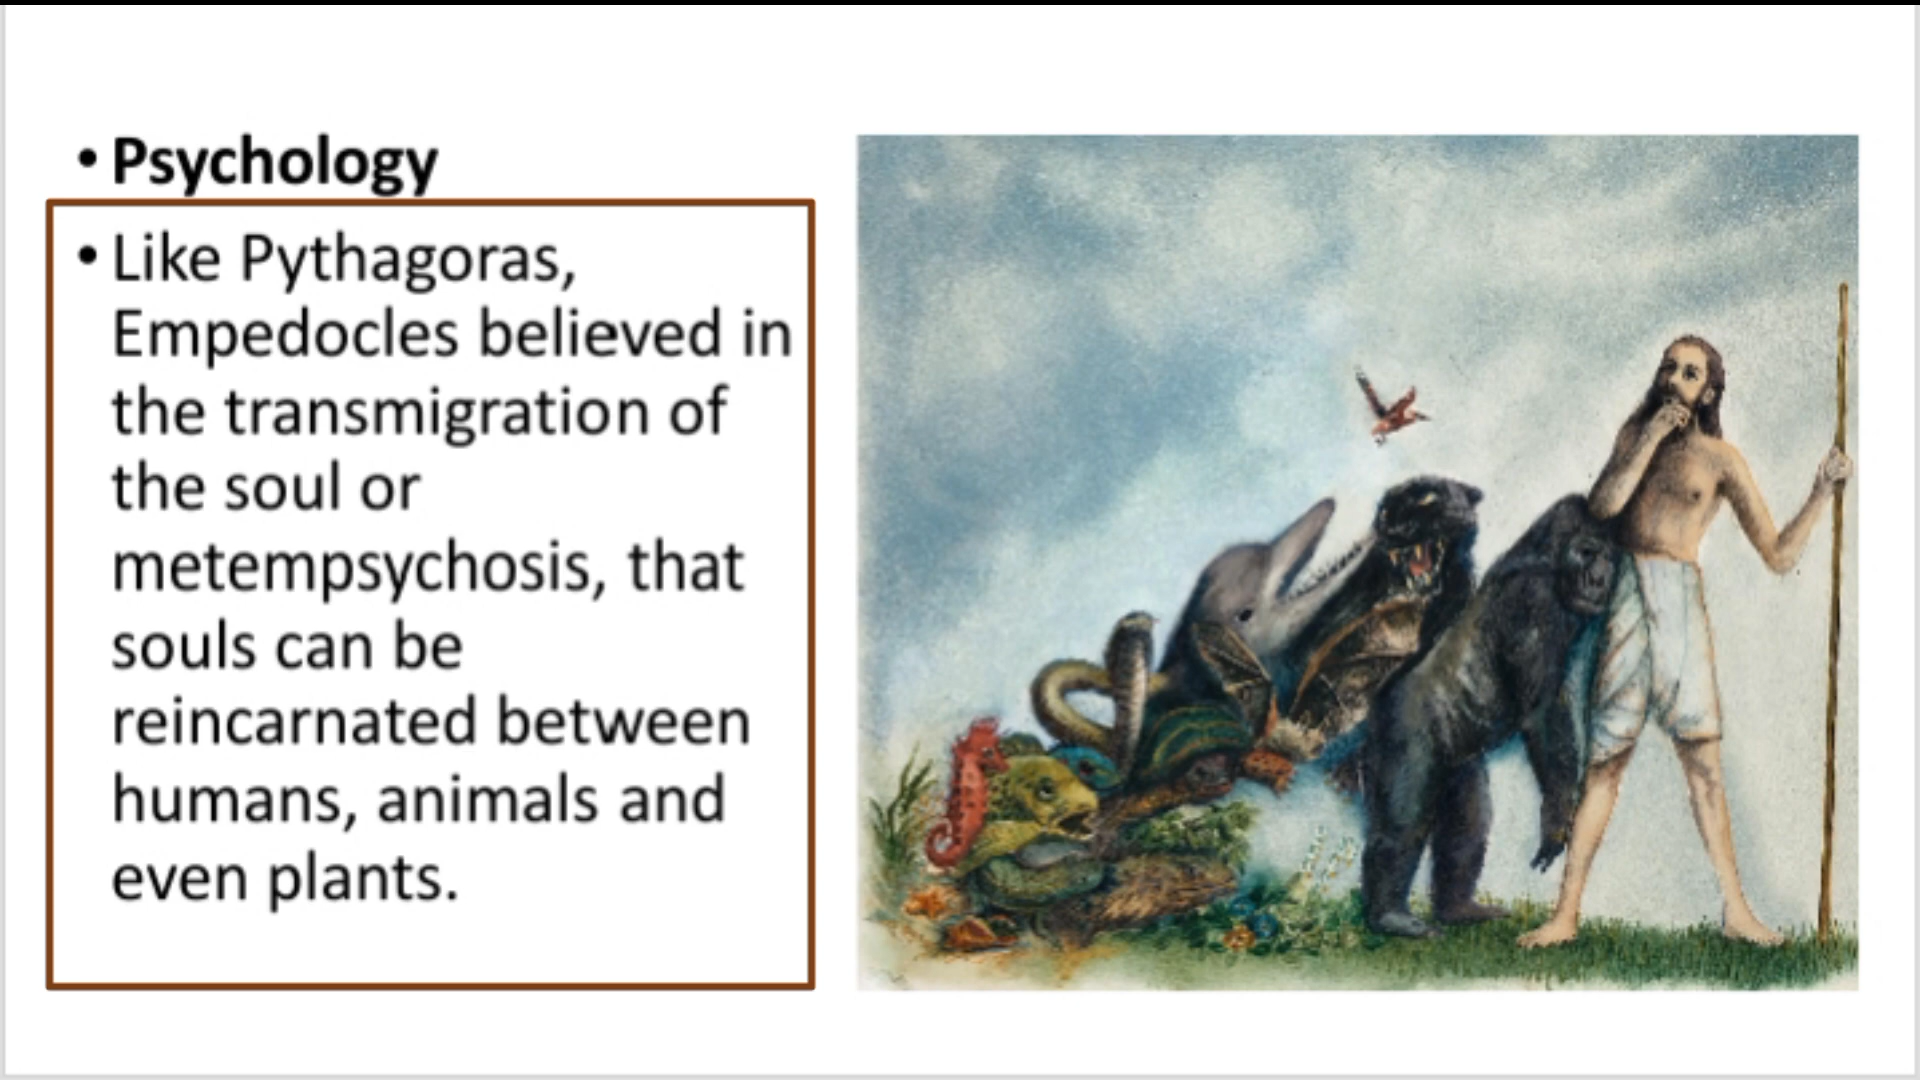 • Psychology
• Like Pythagoras,
Empedocles believed in
the transmigration of
the soul or
metempsychosis, that
souls can be
reincarnated between
humans, animals and
even plants.